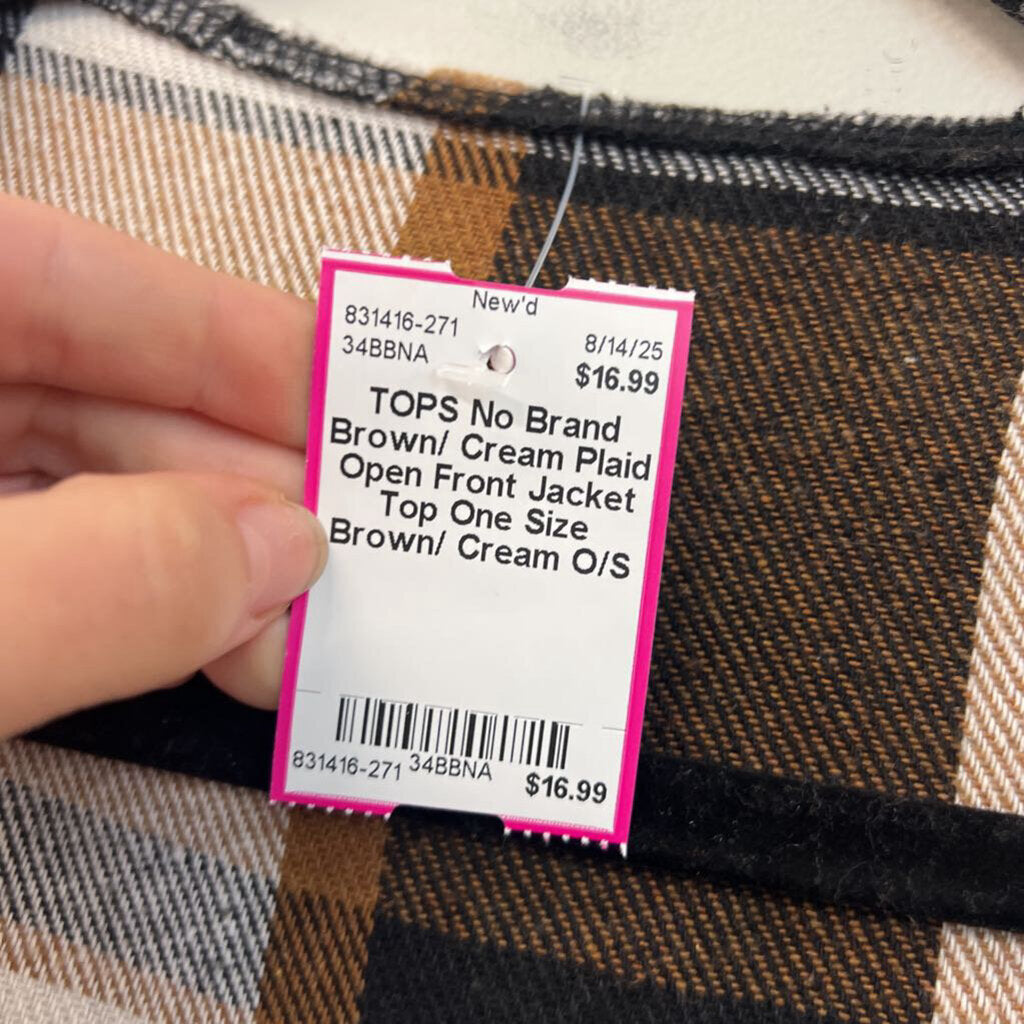 New'd
831416-271
8/14/25
34BBNA
$16.99
TOPS No Brand
Brown/ Cream Plaid
Open Front Jacket
Top One Size
Brown/ Cream O/S
831416-271 34BBNA $16.99